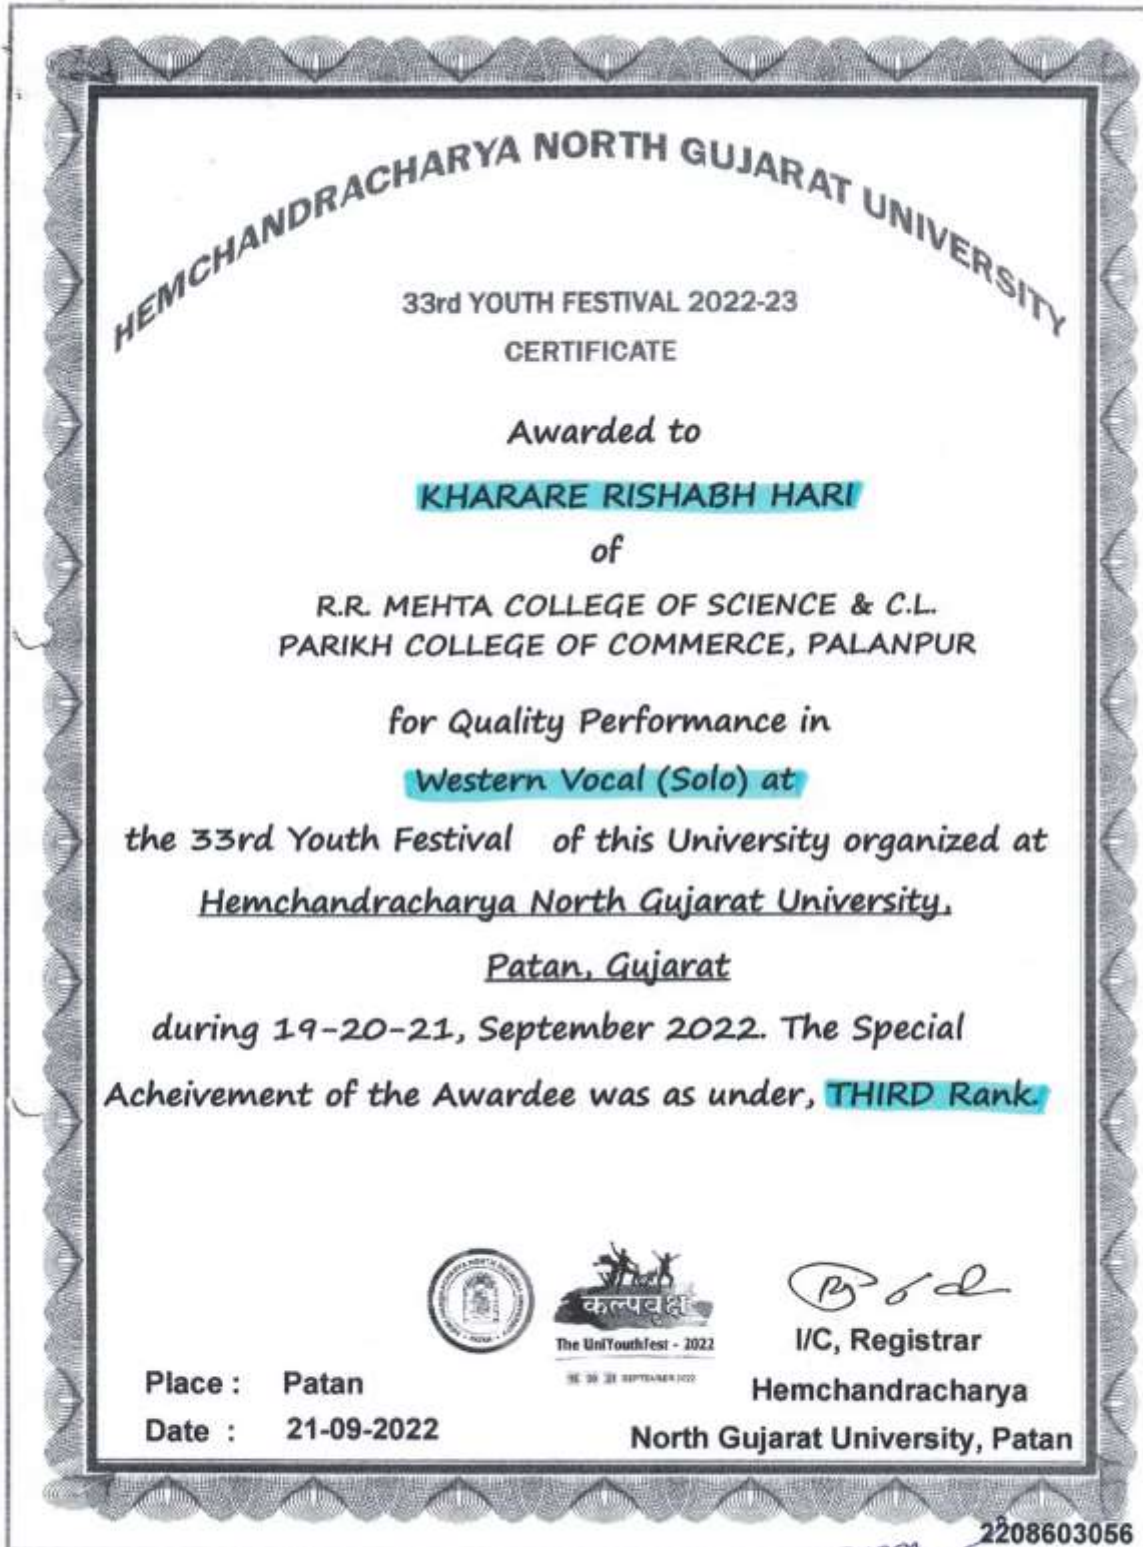 HEMCHANDRACHARYA NORTH GUJARAT UNIVERSITY
33rd YOUTH FESTIVAL 2022-23
CERTIFICATE
Awarded to
KHARARE RISHABH HARI
of
R.R. MEHTA COLLEGE OF SCIENCE & C.L.
PARIKH COLLEGE OF COMMERCE, PALANPUR
for Quality Performance in
Western Vocal (Solo) at
the 33rd Youth Festival of this University organized at
Hemchandracharya North Gujarat University,
Patan, Gujarat
during 19-20-21, September 2022. The Special
Acheivement of the Awardee was as under, THIRD Rank.
कल्पवृक्ष
The UniYouthfest - 2022
SEPTEMBER 2022
I/C, Registrar
Hemchandracharya
North Gujarat University, Patan
Place : Patan
Date : 21-09-2022
2208603056